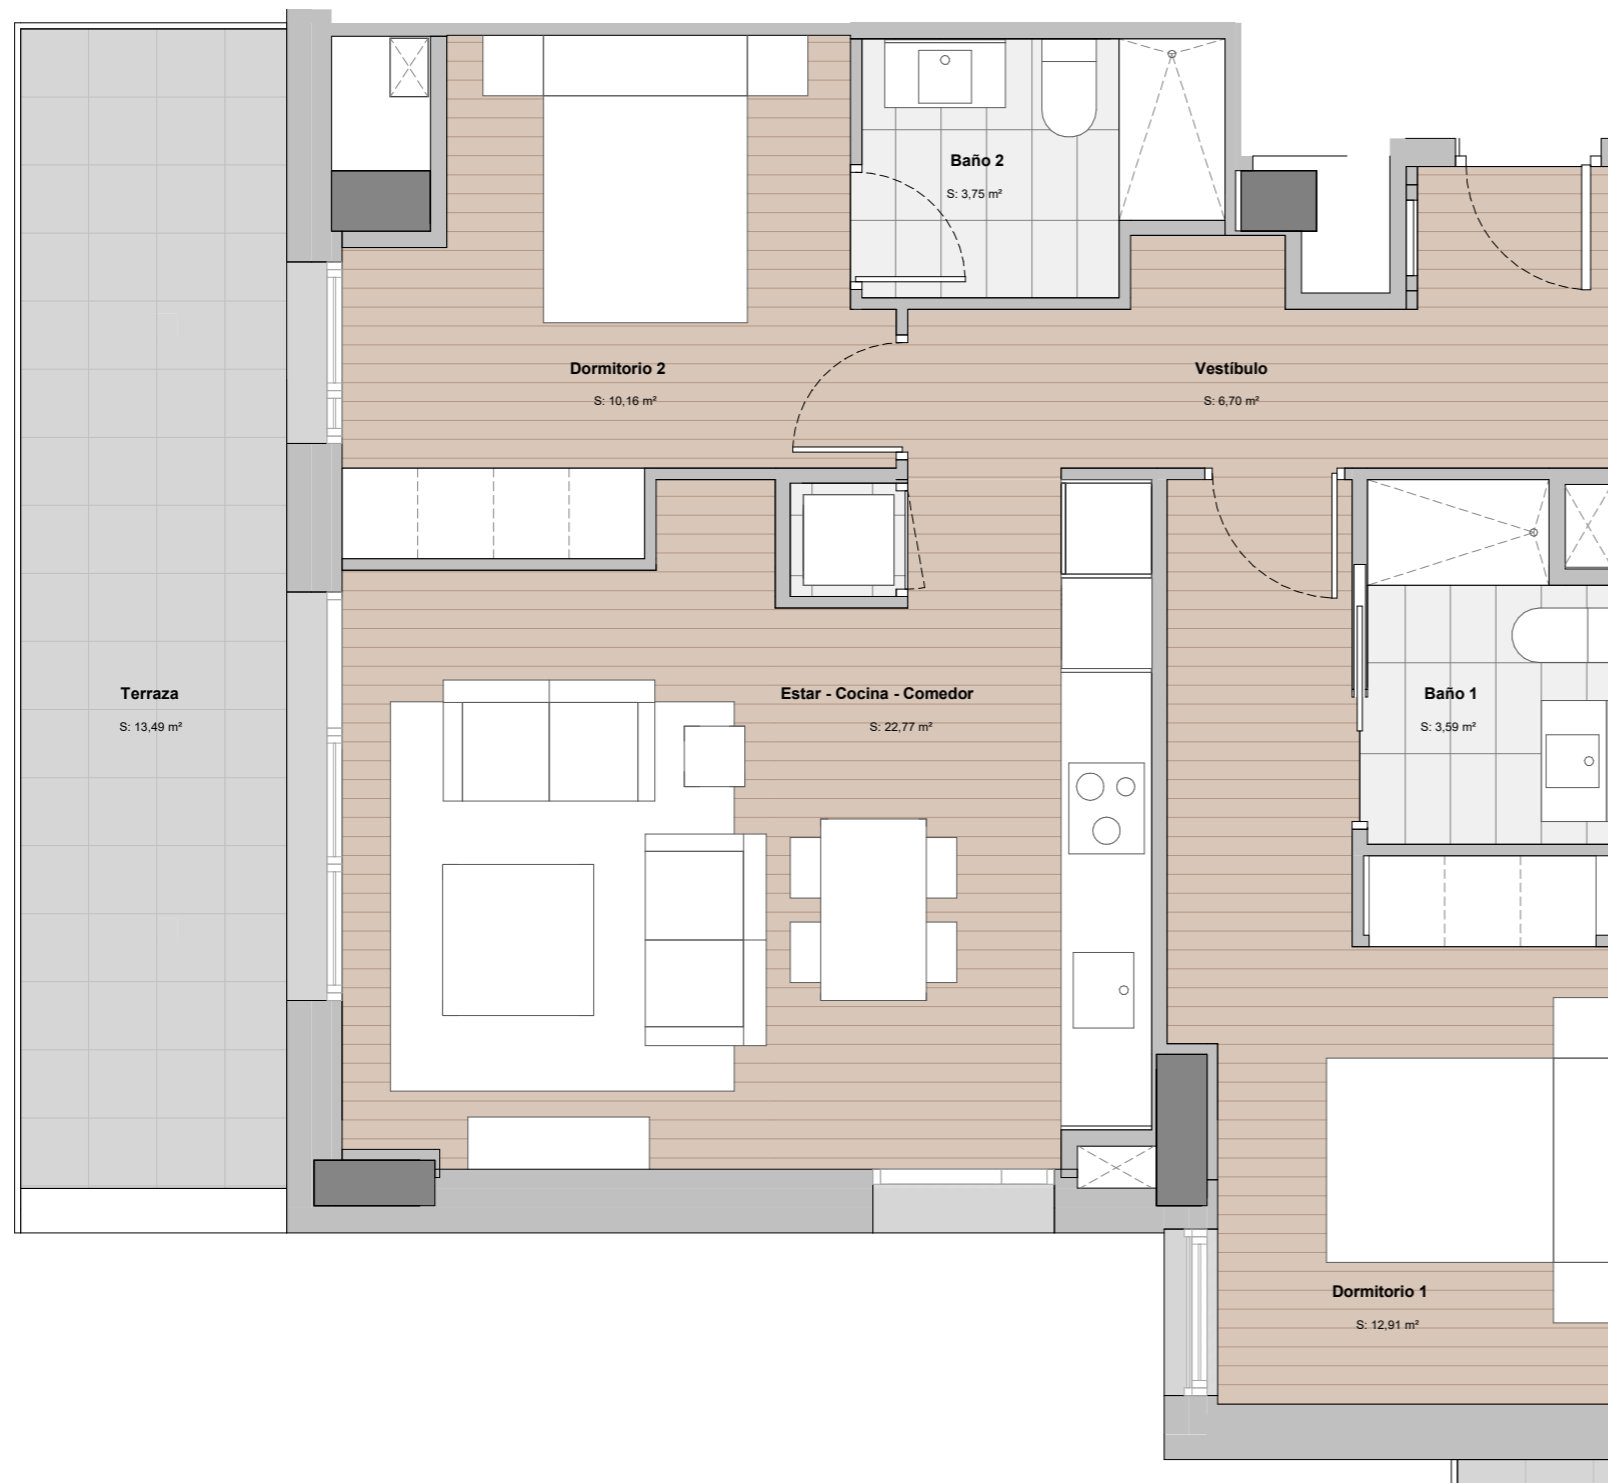 Baño 2
S: 3,75 m²
Dormitorio 2
S: 10,16 m²
Vestíbulo
S: 6,70 m²
Terraza
S: 13,49 m²
Estar - Cocina - Comedor
S: 22,77 m²
Baño 1
S: 3,59 m²
Dormitorio 1
S: 12,91 m²